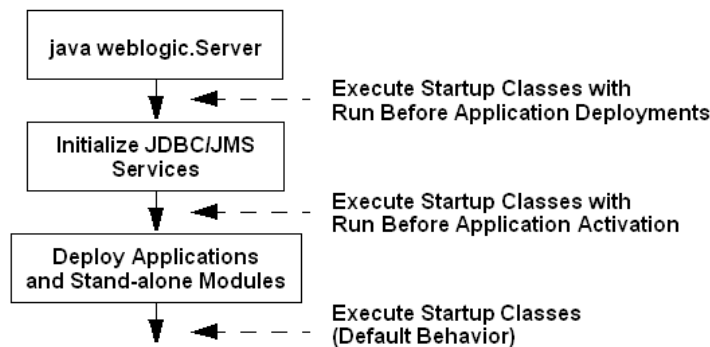 java weblogic.Server
Execute Startup Classes with
Run Before Application Deployments
Initialize JDBC/JMS
Services
Execute Startup Classes with
Run Before Application Activation
Deploy Applications
and Stand-alone Modules
Execute Startup Classes
(Default Behavior)